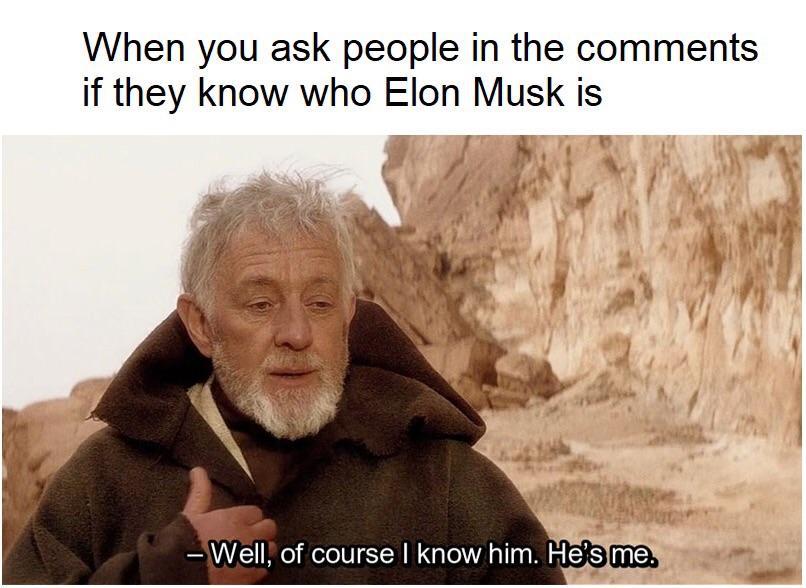 When you ask people in the comments
if they know who Elon Musk is
– Well, of course I know him. He's me.